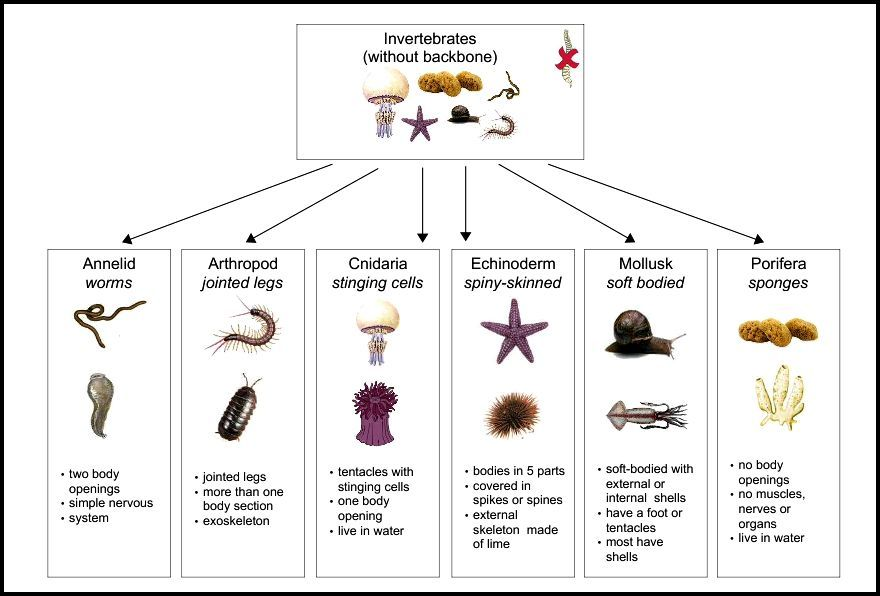 Invertebrates
(without backbone)
Annelid
worms
• two body
openings
• simple nervous
• system
Arthropod
jointed legs
• jointed legs
• more than one
body section
• exoskeleton
Cnidaria
stinging cells
• tentacles with
stinging cells
• one body
opening
• live in water
Echinoderm
spiny-skinned
• bodies in 5 parts
• covered in
spikes or spines
• external
skeleton made
of lime
Mollusk
soft bodied
• soft-bodied with
external or
internal shells
• have a foot or
tentacles
• most have
shells
Porifera
sponges
• no body
openings
• no muscles,
nerves or
organs
• live in water